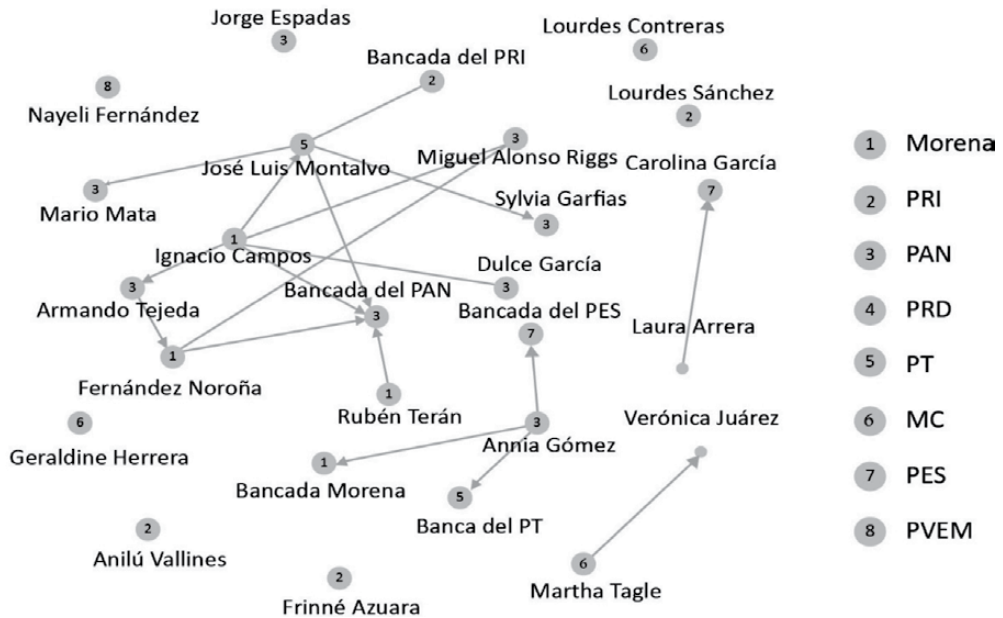 Jorge Espadas
3
Lourdes Contreras
6
Bancada del PRI
2
8
Nayeli Fernández
Lourdes Sánchez
2
5
José Luis Montalvo
3
Miguel Alonso Riggs
Carolina García
7
3
Mario Mata
Sylvia Garfias
3
1
Ignacio Campos
Dulce García
3
3
Armando Tejeda
Bancada del PAN
3
Bancada del PES
7
Laura Arrera
1
Fernández Noroña
1
Rubén Terán
Verónica Juárez
6
Geraldine Herrera
3
Annia Gómez
1
Bancada Morena
5
Banca del PT
2
Anilú Vallines
6
Martha Tagle
2
Frinné Azuara
1 Morena
2 PRI
3 PAN
4 PRD
5 PT
6 MC
7 PES
8 PVEM